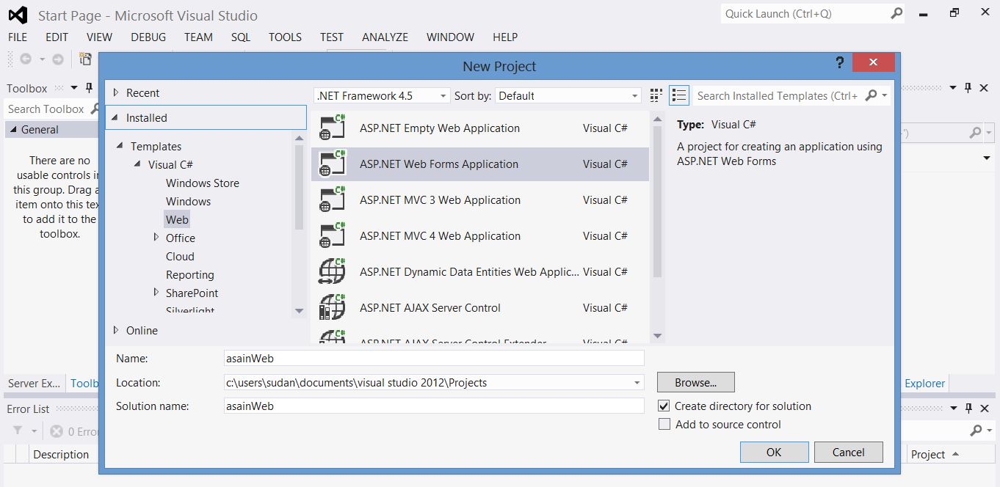 Start Page - Microsoft Visual Studio
Quick Launch (Ctrl+Q)
FILE EDIT VIEW DEBUG TEAM SQL TOOLS TEST ANALYZE WINDOW HELP
New Project
?
Toolbox
Search Toolbox
General
There are no
usable controls in
this group. Drag a
item onto this tex
to add it to the
toolbox.
Server Ex... Toolb
Recent
Installed
Templates
Visual C#
Windows Store
Windows
Web
Office
Cloud
Reporting
SharePoint
Silverlight
Online
.NET Framework 4.5 Sort by: Default
Search Installed Templates (Ctrl+
ASP.NET Empty Web Application Visual C#
ASP.NET Web Forms Application Visual C#
ASP.NET MVC 3 Web Application Visual C#
ASP.NET MVC 4 Web Application Visual C#
ASP.NET Dynamic Data Entities Web Applic... Visual C#
ASP.NET AJAX Server Control Visual C#
ASP.NET AJAX Server Control Extender Visual C#
Type: Visual C#
A project for creating an application using
ASP.NET Web Forms
Name: asainWeb
Location: c:\users\sudan\documents\visual studio 2012\Projects
Browse...
Solution name: asainWeb
Create directory for solution
Add to source control
OK Cancel
Explorer
Error List
0 Erro
Description
Project